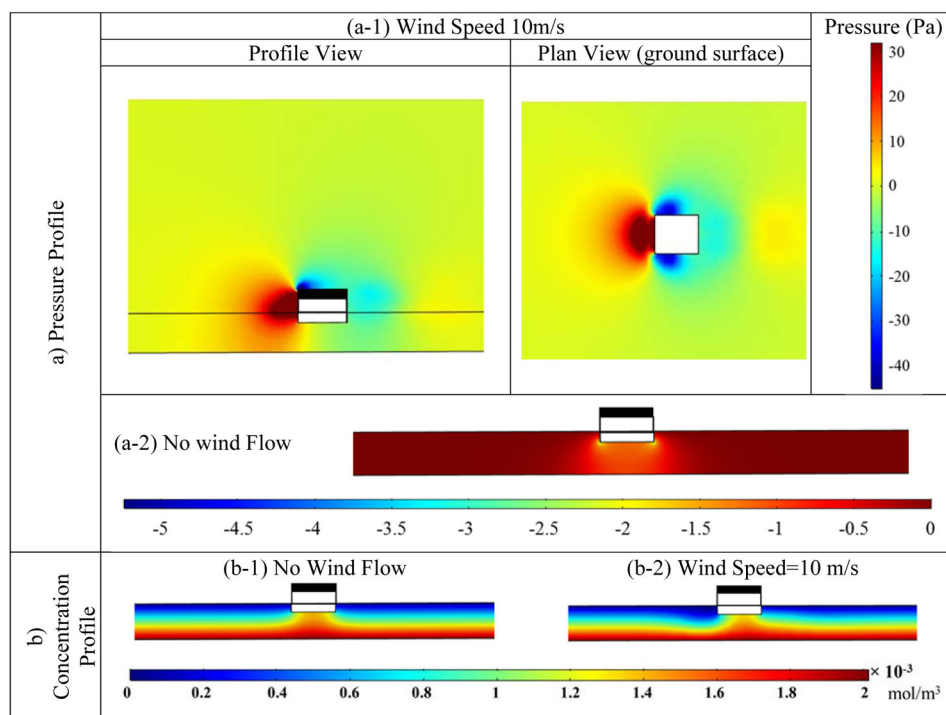 (a-1) Wind Speed 10m/s
Pressure (Pa)
Profile View
Plan View (ground surface)
a) Pressure Profile
30
20
10
0
-10
-20
-30
-40
(a-2) No wind Flow
-5 -4.5 -4 -3.5 -3 -2.5 -2 -1.5 -1 -0.5 0
b)
Concentration
Profile
(b-1) No Wind Flow
(b-2) Wind Speed=10 m/s
× 10⁻³
0 0.2 0.4 0.6 0.8 1 1.2 1.4 1.6 1.8 2
mol/m³